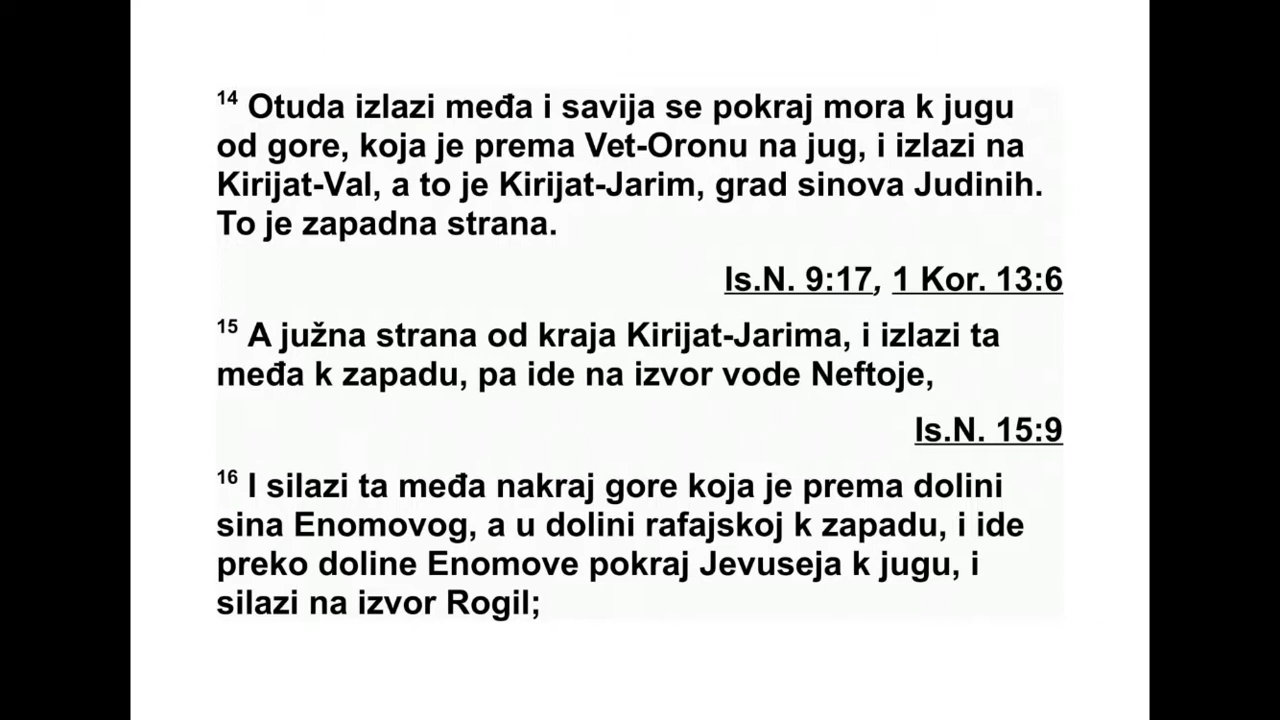 14 Otuda izlazi međa i savija se pokraj mora k jugu
od gore, koja je prema Vet-Oronu na jug, i izlazi na
Kirijat-Val, a to je Kirijat-Jarim, grad sinova Judinih.
To je zapadna strana.
Is.N. 9:17, 1 Kor. 13:6
15 A južna strana od kraja Kirijat-Jarima, i izlazi ta
međa k zapadu, pa ide na izvor vode Neftoje,
Is.N. 15:9
16 I silazi ta međa nakraj gore koja je prema dolini
sina Enomovog, a u dolini rafajskoj k zapadu, i ide
preko doline Enomove pokraj Jevuseja k jugu, i
silazi na izvor Rogil;